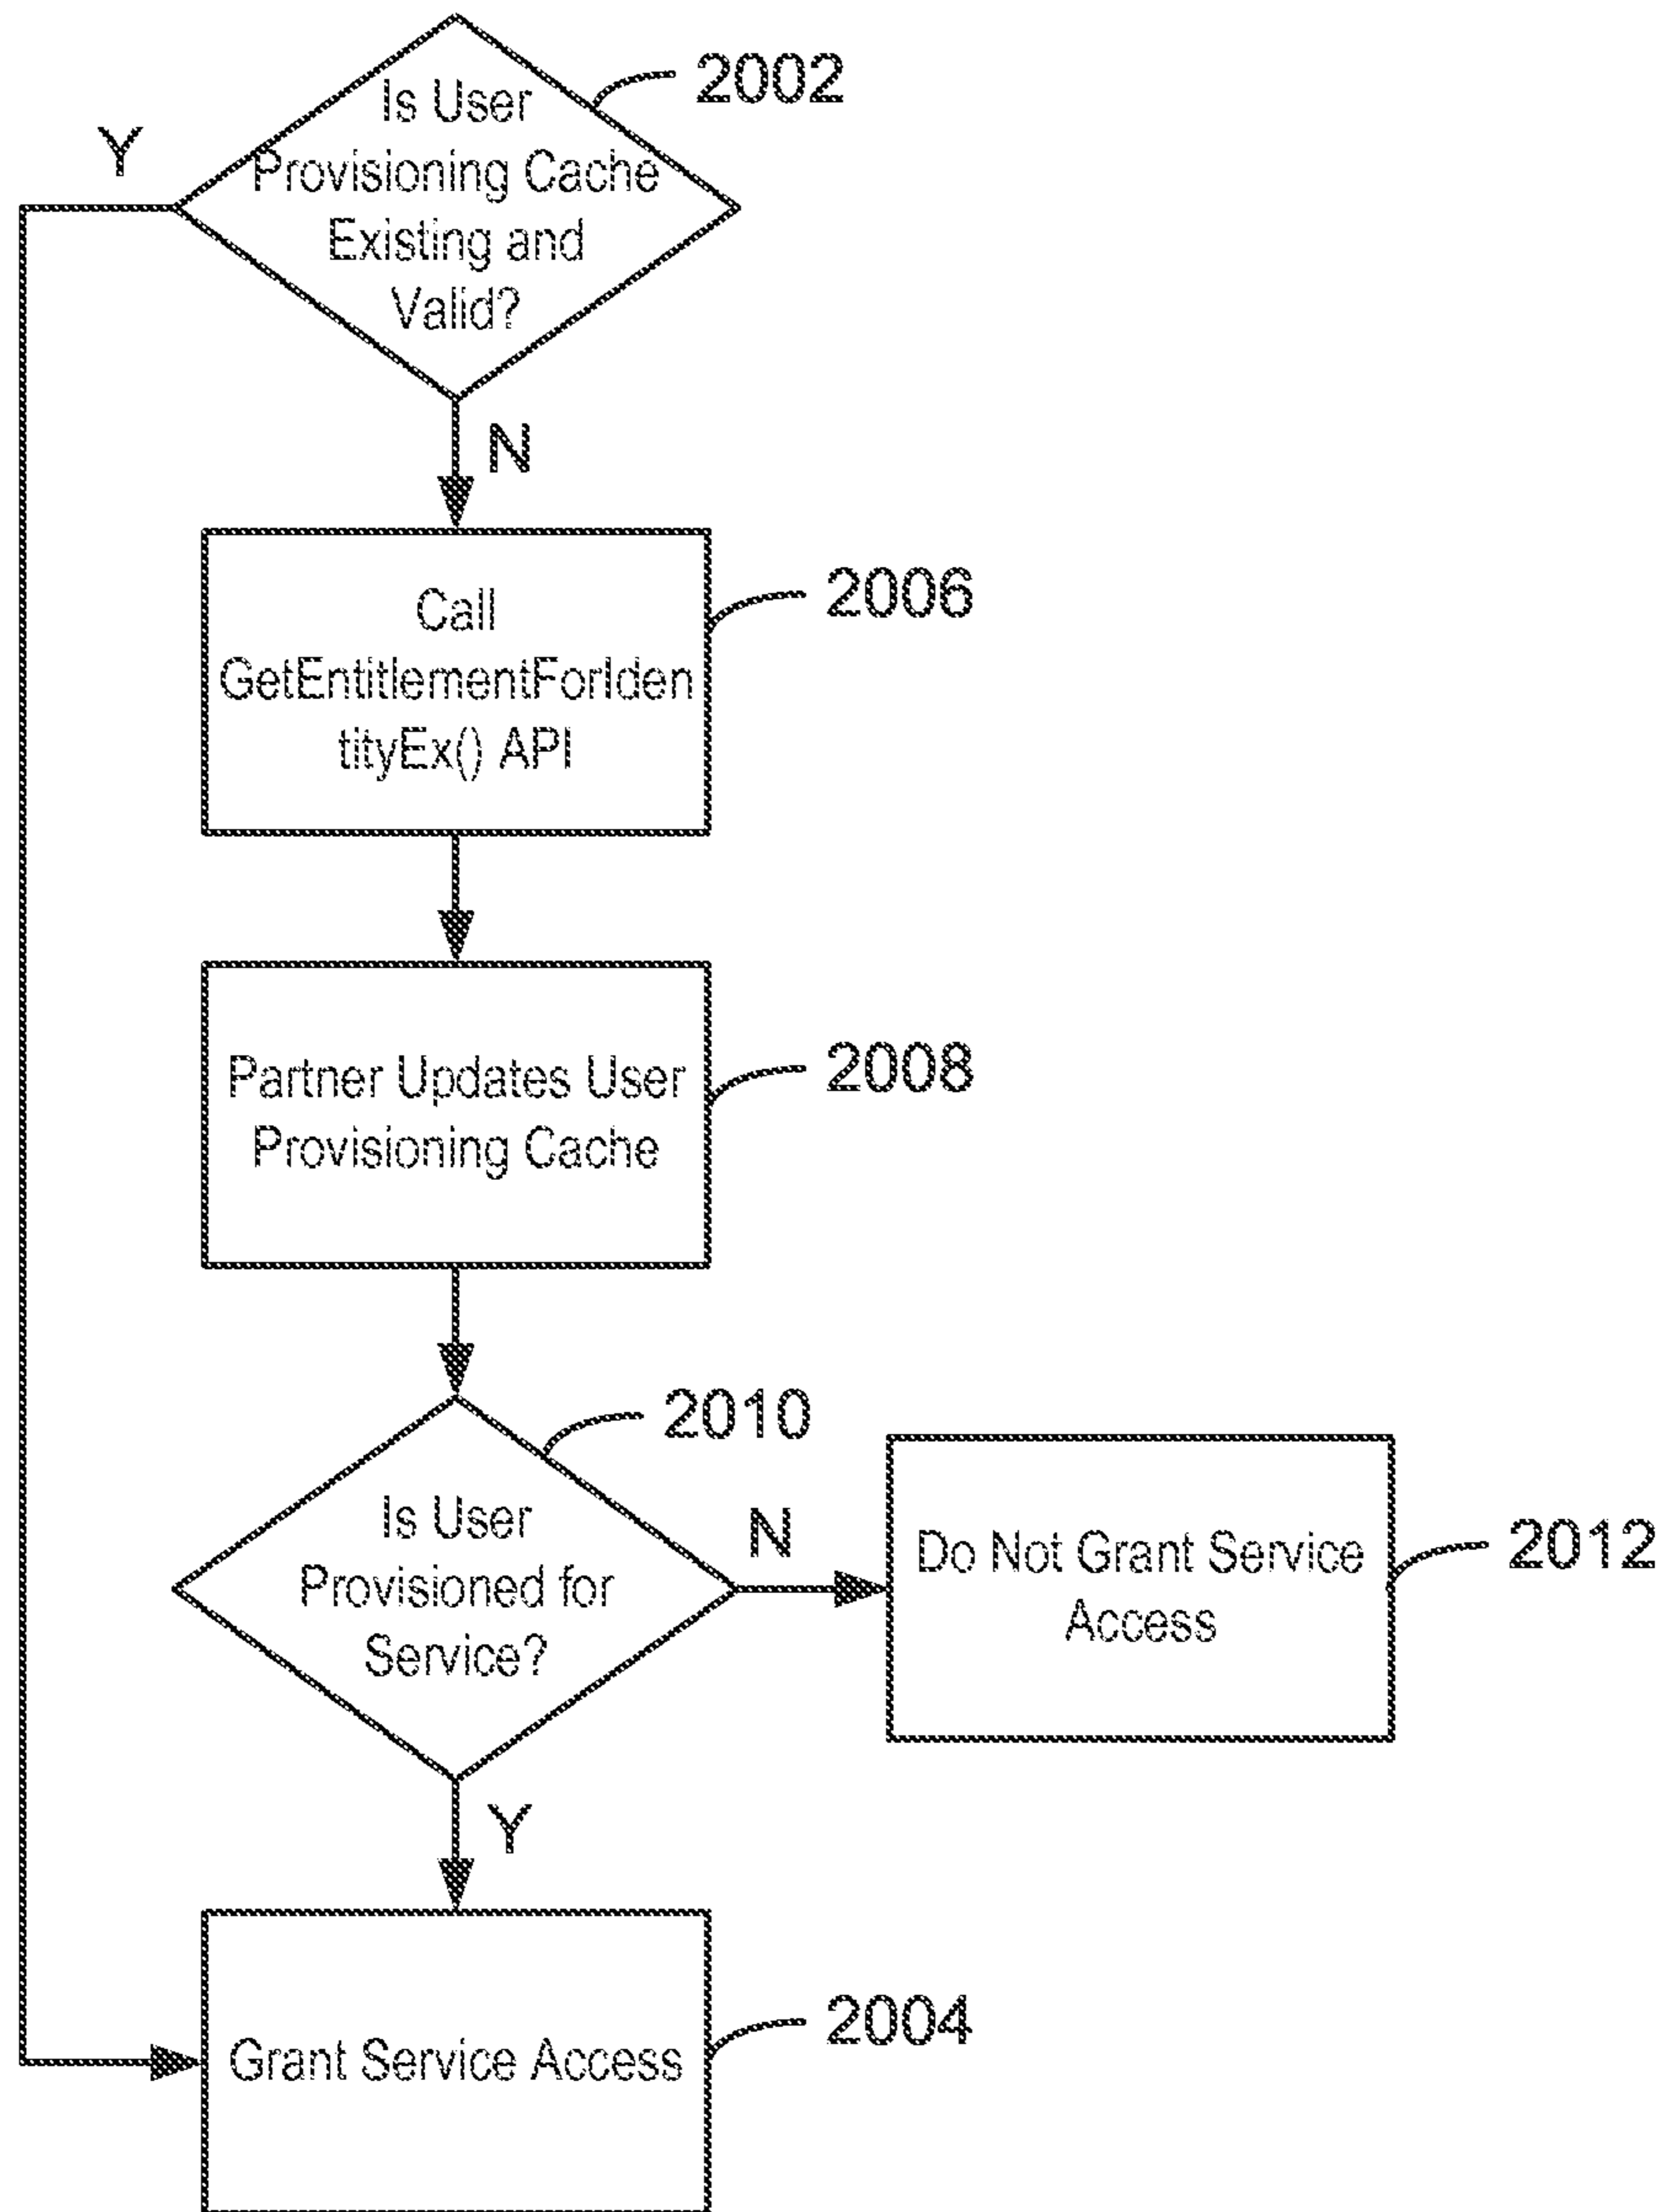 Is User
Provisioning Cache
Existing and
Valid?
2002
Y
N
Call
GetEntitlementForIden
tityEx() API
2006
Partner Updates User
Provisioning Cache
2008
Is User
Provisioned for
Service?
2010
N
Do Not Grant Service
Access
2012
Y
Grant Service Access
2004